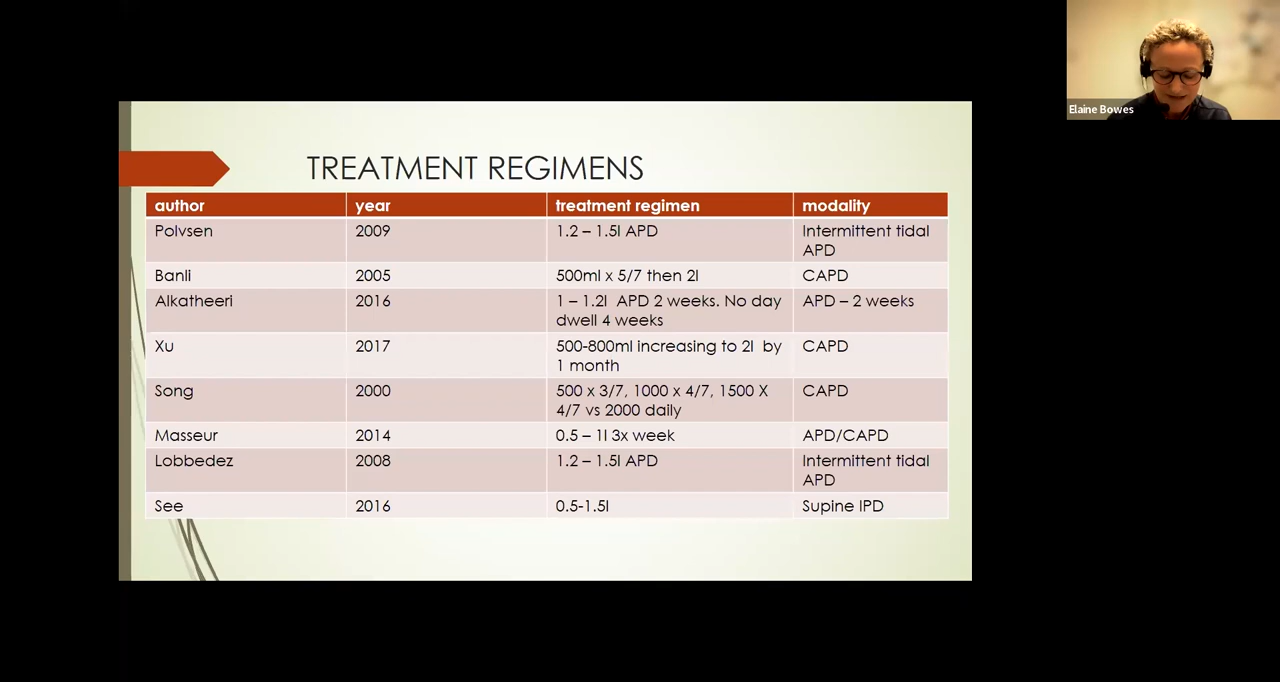 TREATMENT REGIMENS
author year treatment regimen modality
Polvsen 2009 1.2 – 1.5l APD Intermittent tidal
APD
Banli 2005 500ml x 5/7 then 2l CAPD
Alkatheeri 2016 1 – 1.2l APD 2 weeks. No day APD – 2 weeks
dwell 4 weeks
Xu 2017 500-800ml increasing to 2l by CAPD
1 month
Song 2000 500 x 3/7, 1000 x 4/7, 1500 X CAPD
4/7 vs 2000 daily
Masseur 2014 0.5 – 1l 3x week APD/CAPD
Lobbedez 2008 1.2 – 1.5l APD Intermittent tidal
APD
See 2016 0.5-1.5l Supine IPD
Elaine Bowes